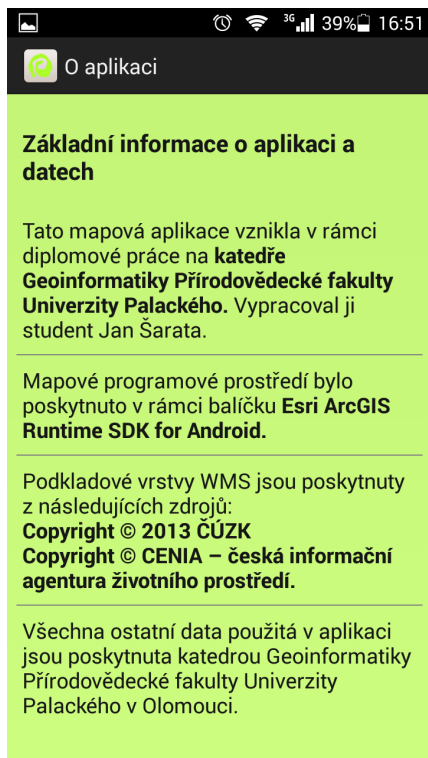 3G 39% 16:51
O aplikaci
Základní informace o aplikaci a
datech
Tato mapová aplikace vznikla v rámci
diplomové práce na katedře
Geoinformatiky Přírodovědecké fakulty
Univerzity Palackého. Vypracoval ji
student Jan Šarata.
Mapové programové prostředí bylo
poskytnuto v rámci balíčku Esri ArcGIS
Runtime SDK for Android.
Podkladové vrstvy WMS jsou poskytnuty
z následujících zdrojů:
Copyright © 2013 ČÚZK
Copyright © CENIA – česká informační
agentura životního prostředí.
Všechna ostatní data použitá v aplikaci
jsou poskytnuta katedrou Geoinformatiky
Přírodovědecké fakulty Univerzity
Palackého v Olomouci.